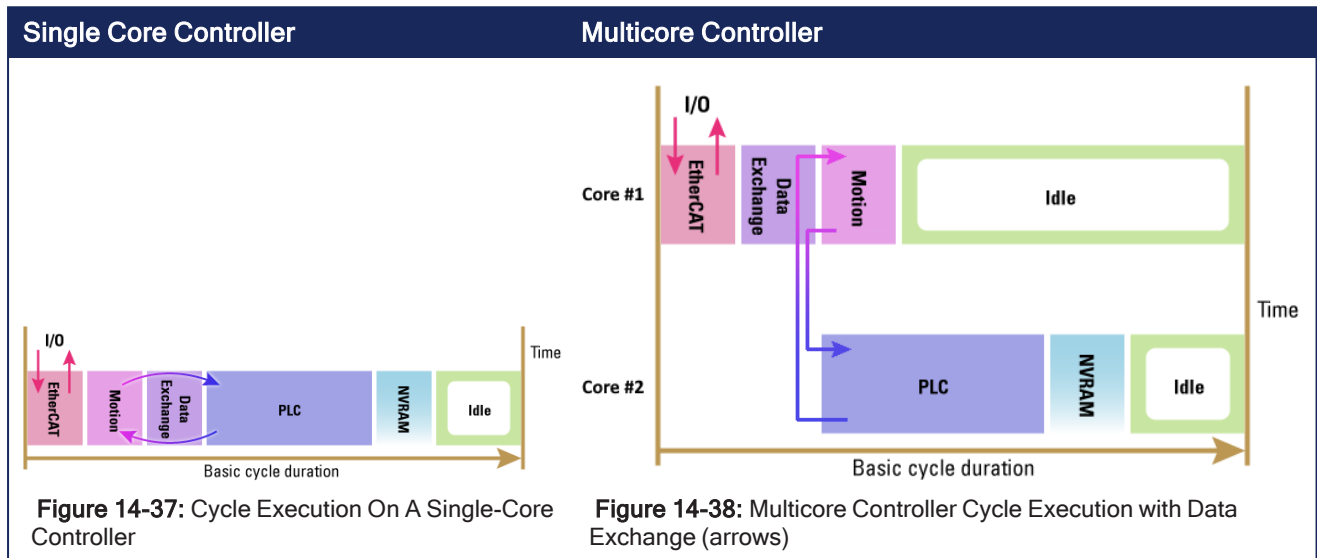 Single Core Controller
Multicore Controller
I/O
EtherCAT
Motion
Data
Exchange
PLC
NVRAM
Idle
Time
Basic cycle duration
Figure 14-37: Cycle Execution On A Single-Core
Controller
I/O
Core #1
EtherCAT
Data
Exchange
Motion
Idle
Core #2
PLC
NVRAM
Idle
Time
Basic cycle duration
Figure 14-38: Multicore Controller Cycle Execution with Data
Exchange (arrows)